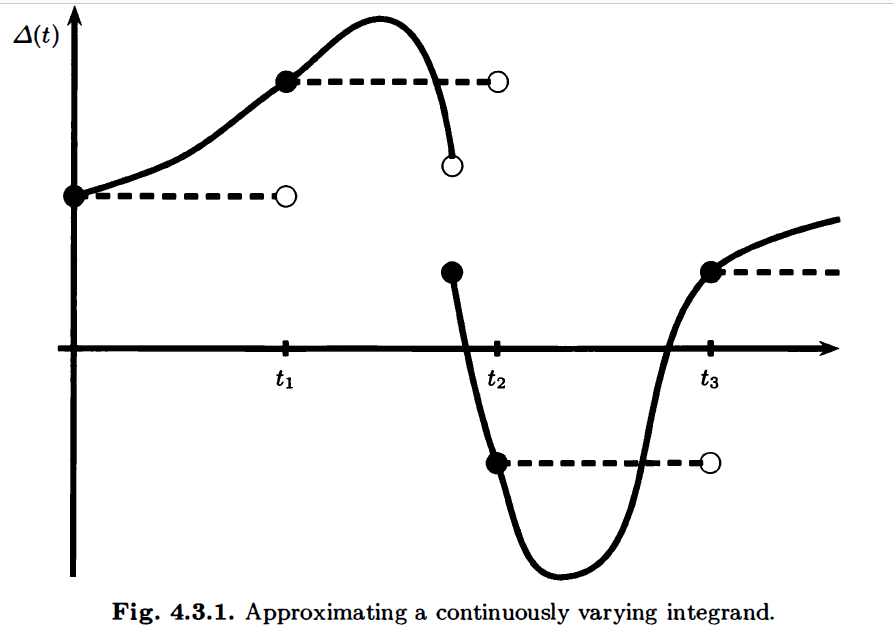 Δ(t)
t₁ t₂ t₃
Fig. 4.3.1. Approximating a continuously varying integrand.